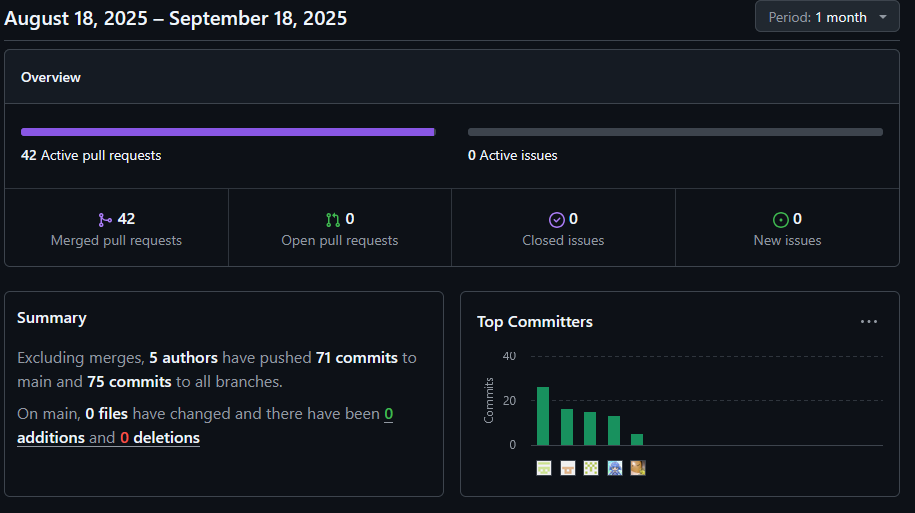 August 18, 2025 – September 18, 2025
Period: 1 month
Overview
42 Active pull requests
0 Active issues
42
Merged pull requests
0
Open pull requests
0
Closed issues
0
New issues
Summary
Excluding merges, 5 authors have pushed 71 commits to
main and 75 commits to all branches.
On main, 0 files have changed and there have been 0
additions and 0 deletions
Top Committers
Commits
40
20
0